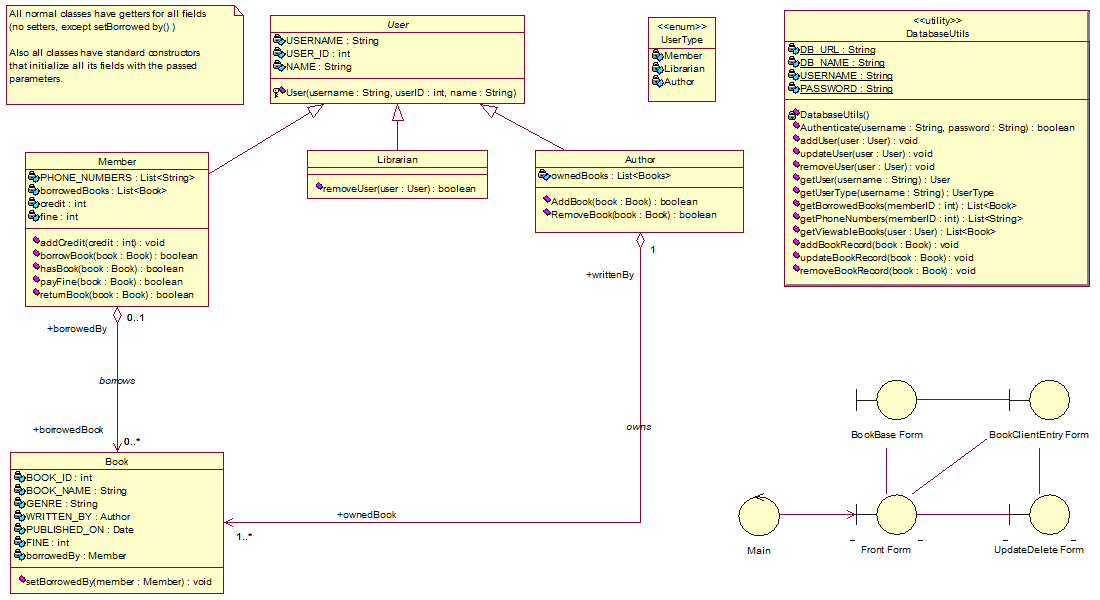 All normal classes have getters for all fields
(no setters, except setBorrowed by() )
Also all classes have standard constructors
that initialize all its fields with the passed
parameters.
User
USERNAME : String
USER_ID : int
NAME : String
User(username : String, userID : int, name : String)
<<enum>>
UserType
Member
Librarian
Author
<<utility>>
DatabaseUtils
DB_URL : String
DB_NAME : String
USERNAME : String
PASSWORD : String
DatabaseUtils()
Authenticate(username : String, password : String) : boolean
addUser(user : User) : void
updateUser(user : User) : void
removeUser(user : User) : void
getUser(username : String) : User
getUserType(username : String) : UserType
getBorrowedBooks(memberID : int) : List<Book>
getPhoneNumbers(memberID : int) : List<String>
getViewableBooks(user : User) : List<Book>
addBookRecord(book : Book) : void
updateBookRecord(book : Book) : void
removeBookRecord(book : Book) : void
Member
PHONE_NUMBERS : List<String>
borrowedBooks : List<Book>
credit : int
fine : int
addCredit(credit : int) : void
borrowBook(book : Book) : boolean
hasBook(book : Book) : boolean
payFine(book : Book) : boolean
returnBook(book : Book) : boolean
Librarian
removeUser(user : User) : boolean
Author
ownedBooks : List<Books>
AddBook(book : Book) : boolean
RemoveBook(book : Book) : boolean
1
+writtenBy
0..1
+borrowedBy
borrows
+borrowedBook
0..*
owns
Book
BOOK_ID : int
BOOK_NAME : String
GENRE : String
WRITTEN_BY : Author
PUBLISHED_ON : Date
FINE : int
borrowedBy : Member
setBorrowedBy(member : Member) : void
+ownedBook
1..*
BookBase Form
BookClientEntry Form
Main
Front Form
UpdateDelete Form